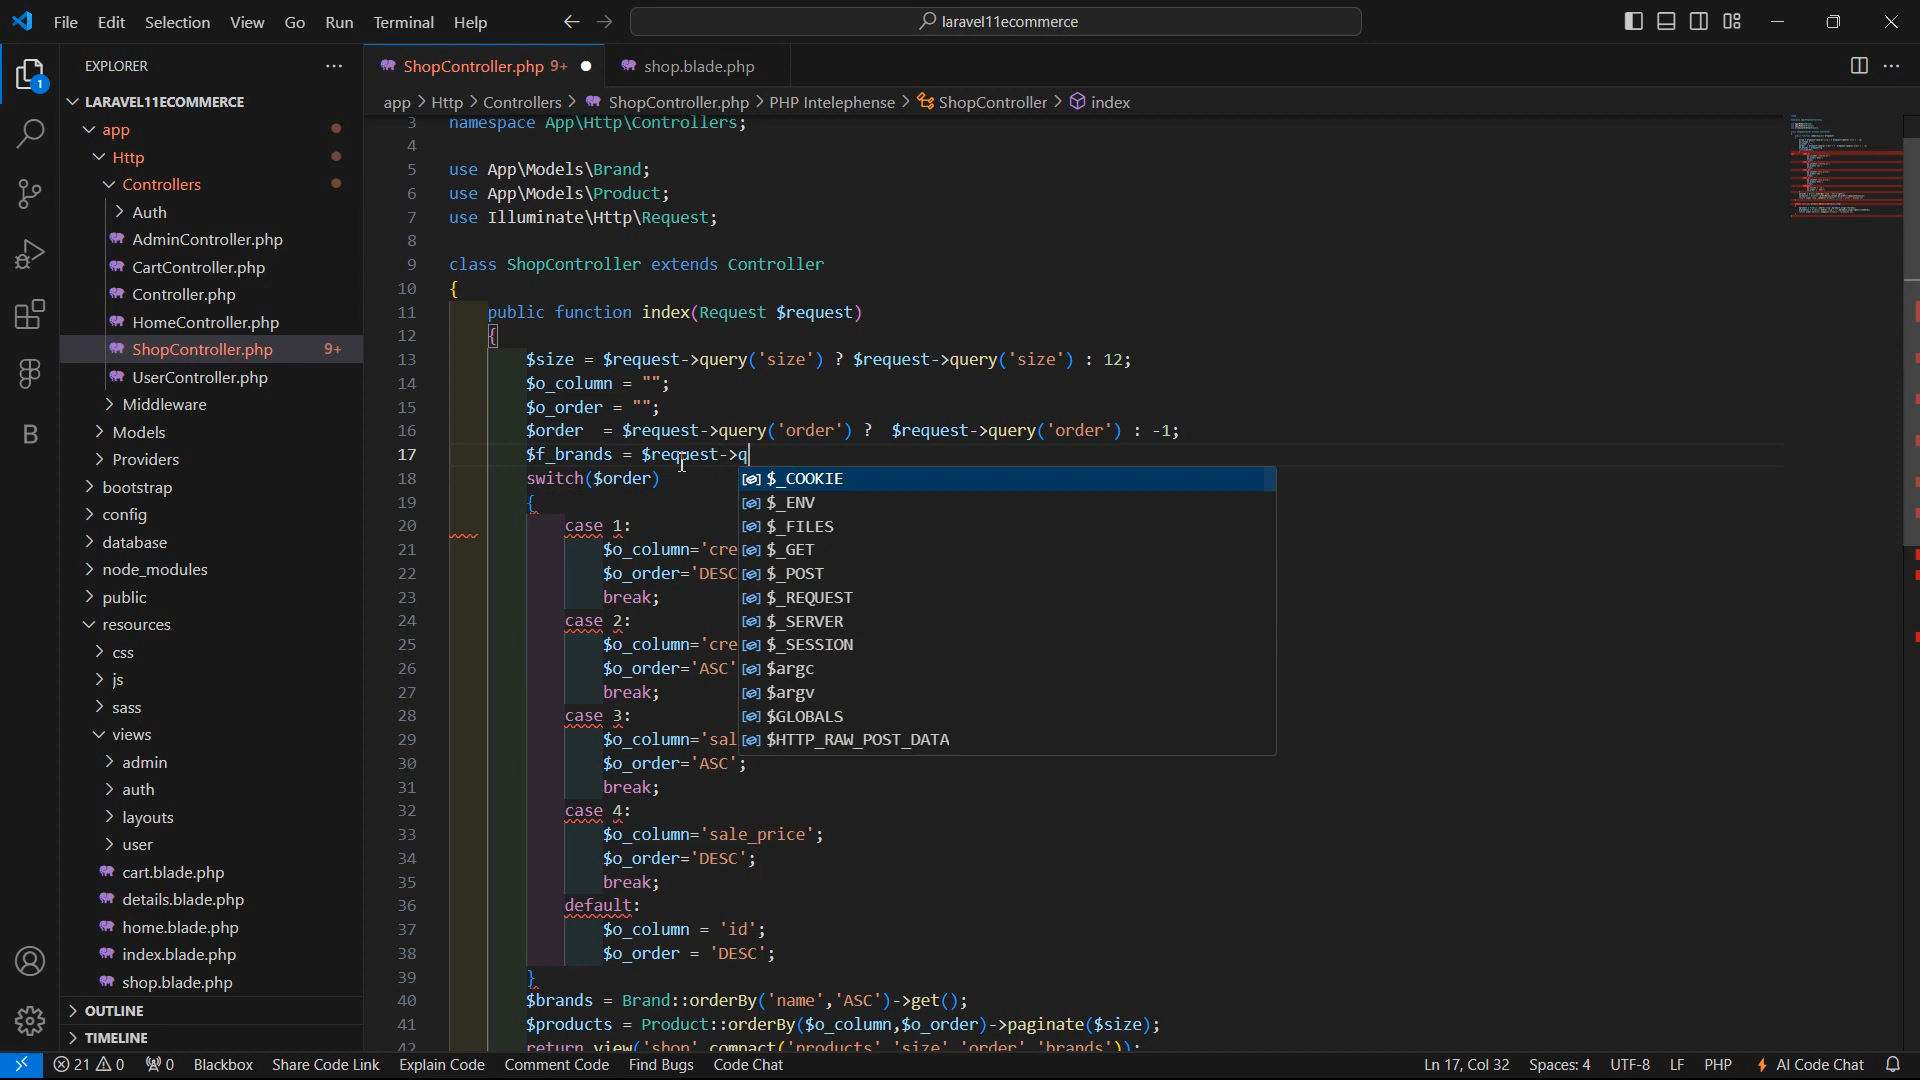 File Edit Selection View Go Run Terminal Help
laravel11ecommerce
EXPLORER
LARAVEL11ECOMMERCE
app
Http
Controllers
Auth
AdminController.php
CartController.php
Controller.php
HomeController.php
ShopController.php 9+
UserController.php
Middleware
Models
Providers
bootstrap
config
database
node_modules
public
resources
css
js
sass
views
admin
auth
layouts
user
cart.blade.php
details.blade.php
home.blade.php
index.blade.php
shop.blade.php
OUTLINE
TIMELINE
1
B
ShopController.php 9+
shop.blade.php
app > Http > Controllers > ShopController.php > PHP Intelephense > ShopController > index
3 namespace App\Http\Controllers;
4
5 use App\Models\Brand;
6 use App\Models\Product;
7 use Illuminate\Http\Request;
8
9 class ShopController extends Controller
10 {
11 public function index(Request $request)
12 {
13 $size = $request->query('size') ? $request->query('size') : 12;
14 $o_column = "";
15 $o_order = "";
16 $order  = $request->query('order') ?  $request->query('order') : -1;
17 $f_brands = $request->q
18 switch($order)
19 {
20 case 1:
21 $o_column='cre
22 $o_order='DESC
23 break;
24 case 2:
25 $o_column='cre
26 $o_order='ASC'
27 break;
28 case 3:
29 $o_column='sal
30 $o_order='ASC';
31 break;
32 case 4:
33 $o_column='sale_price';
34 $o_order='DESC';
35 break;
36 default:
37 $o_column = 'id';
38 $o_order = 'DESC';
39 }
40 $brands = Brand::orderBy('name','ASC')->get();
41 $products = Product::orderBy($o_column,$o_order)->paginate($size);
42 return view('shop',compact('products','size','order','brands'));
$_COOKIE
$_ENV
$_FILES
$_GET
$_POST
$_REQUEST
$_SERVER
$_SESSION
$argc
$argv
$GLOBALS
$HTTP_RAW_POST_DATA
21 0 0 Blackbox Share Code Link Explain Code Comment Code Find Bugs Code Chat Ln 17, Col 32 Spaces: 4 UTF-8 LF PHP AI Code Chat